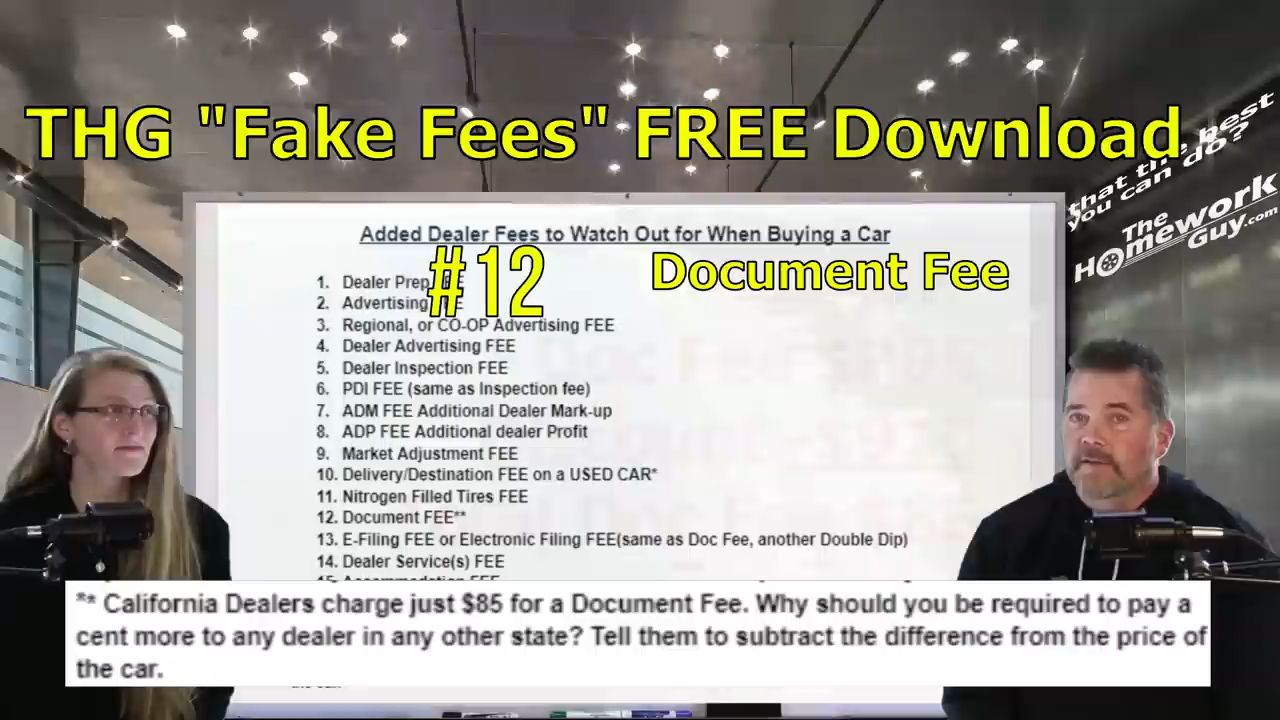 THG "Fake Fees" FREE Download
that the best
you can do?
The
Homework
Guy.com
Added Dealer Fees to Watch Out for When Buying a Car
#12
Document Fee
1. Dealer Prep
2. Advertising
3. Regional, or CO-OP Advertising FEE
4. Dealer Advertising FEE
5. Dealer Inspection FEE
6. PDI FEE (same as Inspection fee)
7. ADM FEE Additional Dealer Mark-up
8. ADP FEE Additional dealer Profit
9. Market Adjustment FEE
10. Delivery/Destination FEE on a USED CAR*
11. Nitrogen Filled Tires FEE
12. Document FEE**
13. E-Filing FEE or Electronic Filing FEE(same as Doc Fee, another Double Dip)
14. Dealer Service(s) FEE
** California Dealers charge just $85 for a Document Fee. Why should you be required to pay a
cent more to any dealer in any other state? Tell them to subtract the difference from the price of
the car.